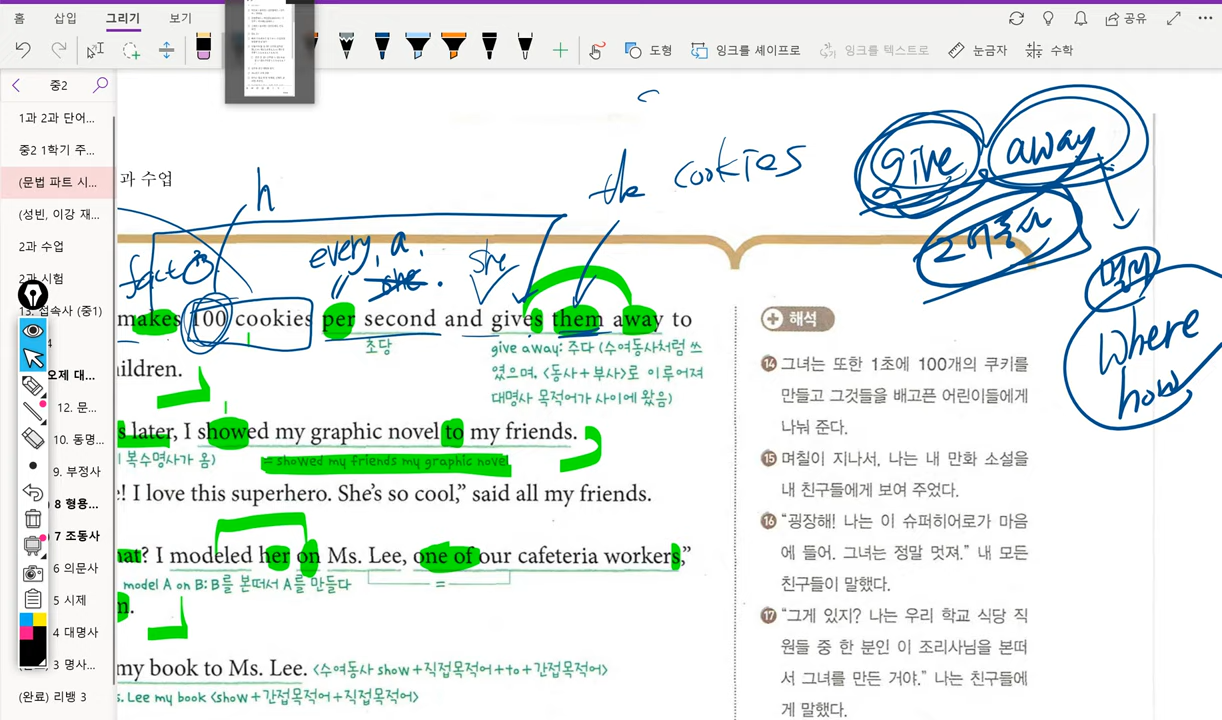 홈 삽입 그리기 보기
공유
도형 잉크를 셰이프로 잉크를 텍스트로 눈금자 수학
중2
1과 2과 단어...
중2 1학기 주...
(문법 파트 시...
(성빈, 이강 재...
2과 수업
2과 시험
13. 접속사 (중1)
4
오제 대...
12. 문...
10. 동명...
9. 부정사
8 형용...
7 조동사
6 의문사
5 시제
4 대명사
3 명사...
(완료) 리뱅 3
과 수업
h
the cookies
give away
every, a.
she
she
where
how
makes 100 cookies per second and gives them away to
초당
give away: 주다 (수여동사처럼 쓰
였으며, <동사+부사>로 이루어져
대명사 목적어가 사이에 왔음)
hildren.
s later, I showed my graphic novel to my friends.
복수명사가 옴)
= showed my friends my graphic novel
e! I love this superhero. She's so cool,” said all my friends.
hat? I modeled her on Ms. Lee, one of our cafeteria workers,”
model A on B: B를 본떠서 A를 만들다
=
m.
my book to Ms. Lee. <수여동사 show+직접목적어+to+간접목적어>
s. Lee my book <show+간접목적어+직접목적어>
해석
14 그녀는 또한 1초에 100개의 쿠키를
만들고 그것들을 배고픈 어린이들에게
나눠 준다.
15 며칠이 지나서, 나는 내 만화 소설을
내 친구들에게 보여 주었다.
16 “굉장해! 나는 이 슈퍼히어로가 마음
에 들어. 그녀는 정말 멋져.” 내 모든
친구들이 말했다.
17 “그게 있지? 나는 우리 학교 식당 직
원들 중 한 분인 이 조리사님을 본떠
서 그녀를 만든 거야.” 나는 친구들에
게 말했다.